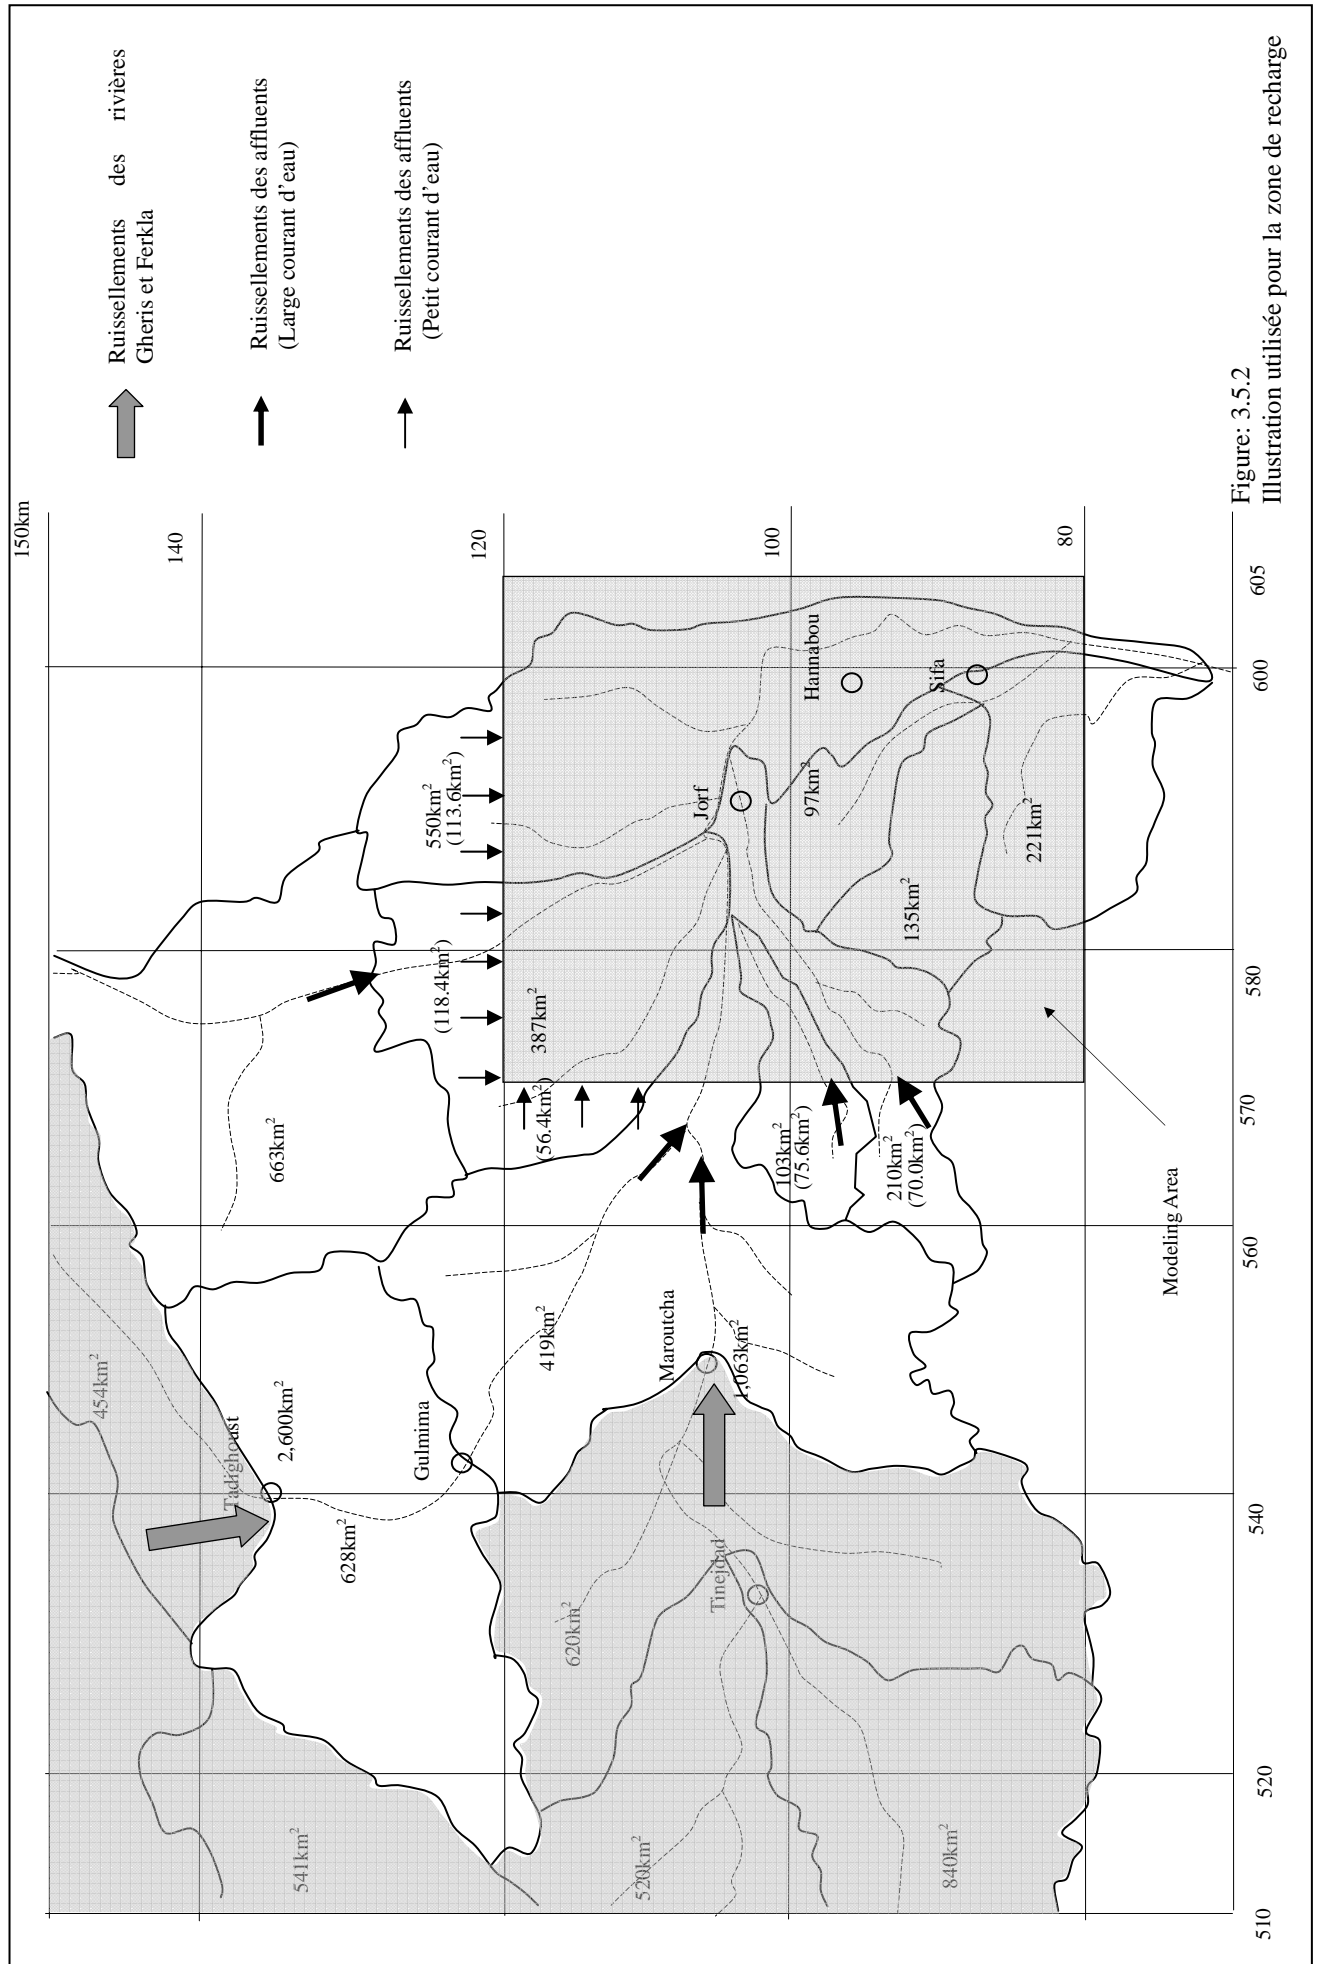 Ruissellements des rivières
Gheris et Ferkla
Ruissellements des affluents
(Large courant d'eau)
Ruissellements des affluents
(Petit courant d'eau)
150km
140
120
100
80
510
520
540
560
570
580
600
605
454km²
541km²
Tadighoust
2,600km²
628km²
663km²
Gulmima
419km²
550km²
(113.6km²)
(118.4km²)
387km²
(56.4km²)
620km²
520km²
840km²
Tinejdad
Maroutcha
1,063km²
103km²
(75.6km²)
210km²
(70.0km²)
Jorf
97km²
135km²
221km²
Hannabou
Sifa
Modeling Area
Figure: 3.5.2
Illustration utilisée pour la zone de recharge